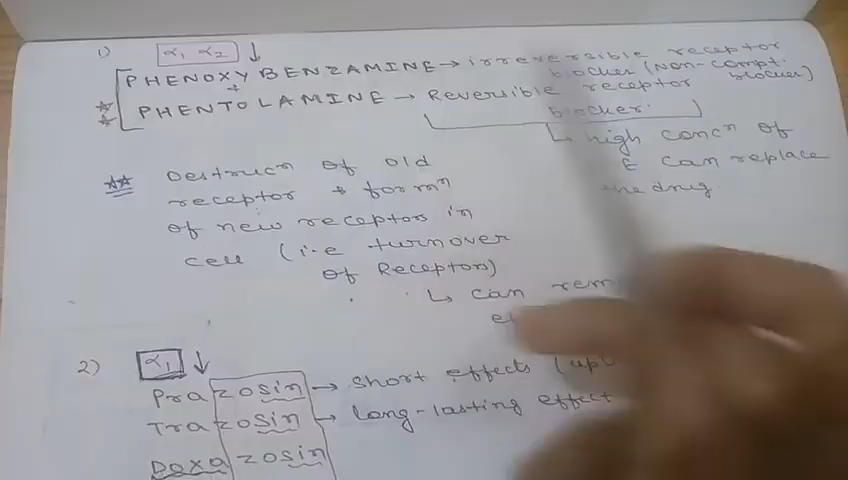 1) α1 α2 ↓
PHENOXYBENZAMINE → irreversible receptor
blocker (Non-compt. blocker)
+
PHENTOLAMINE → Reversible receptor
blocker.
↳ high concn of
E can replace
the drug.
Destrucn of old
receptor + formn
of new receptors in
cell (i.e turnover
of Receptors)
↳ can
2) α1 ↓
Prazosin → short effects
Trazosin → long-lasting effect
Doxazosin